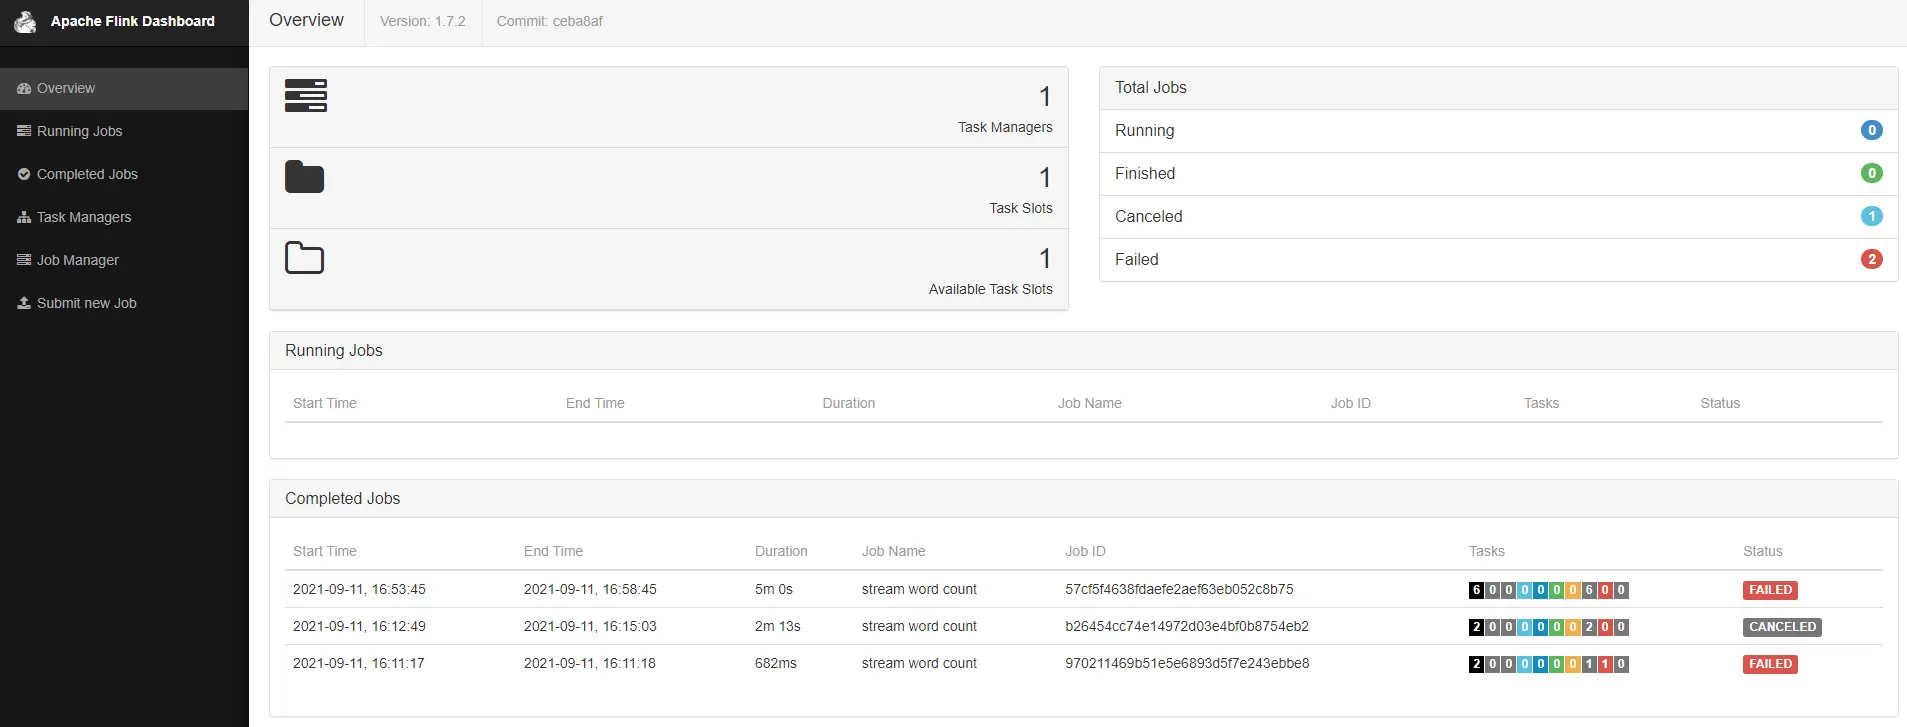 Apache Flink Dashboard
Overview
Version: 1.7.2
Commit: ceba8af
Overview
Running Jobs
Completed Jobs
Task Managers
Job Manager
Submit new Job
1
Task Managers
1
Task Slots
1
Available Task Slots
Total Jobs
Running 0
Finished 0
Canceled 1
Failed 2
Running Jobs
Start Time End Time Duration Job Name Job ID Tasks Status
Completed Jobs
Start Time End Time Duration Job Name Job ID Tasks Status
2021-09-11, 16:53:45 2021-09-11, 16:58:45 5m 0s stream word count 57cf5f4638fdaefe2aef63eb052c8b75 6 0 0 0 0 0 0 6 0 0 FAILED
2021-09-11, 16:12:49 2021-09-11, 16:15:03 2m 13s stream word count b26454cc74e14972d03e4bf0b8754eb2 2 0 0 0 0 0 0 2 0 0 CANCELED
2021-09-11, 16:11:17 2021-09-11, 16:11:18 682ms stream word count 970211469b51e5e6893d5f7e243ebbe8 2 0 0 0 0 0 0 1 1 0 FAILED